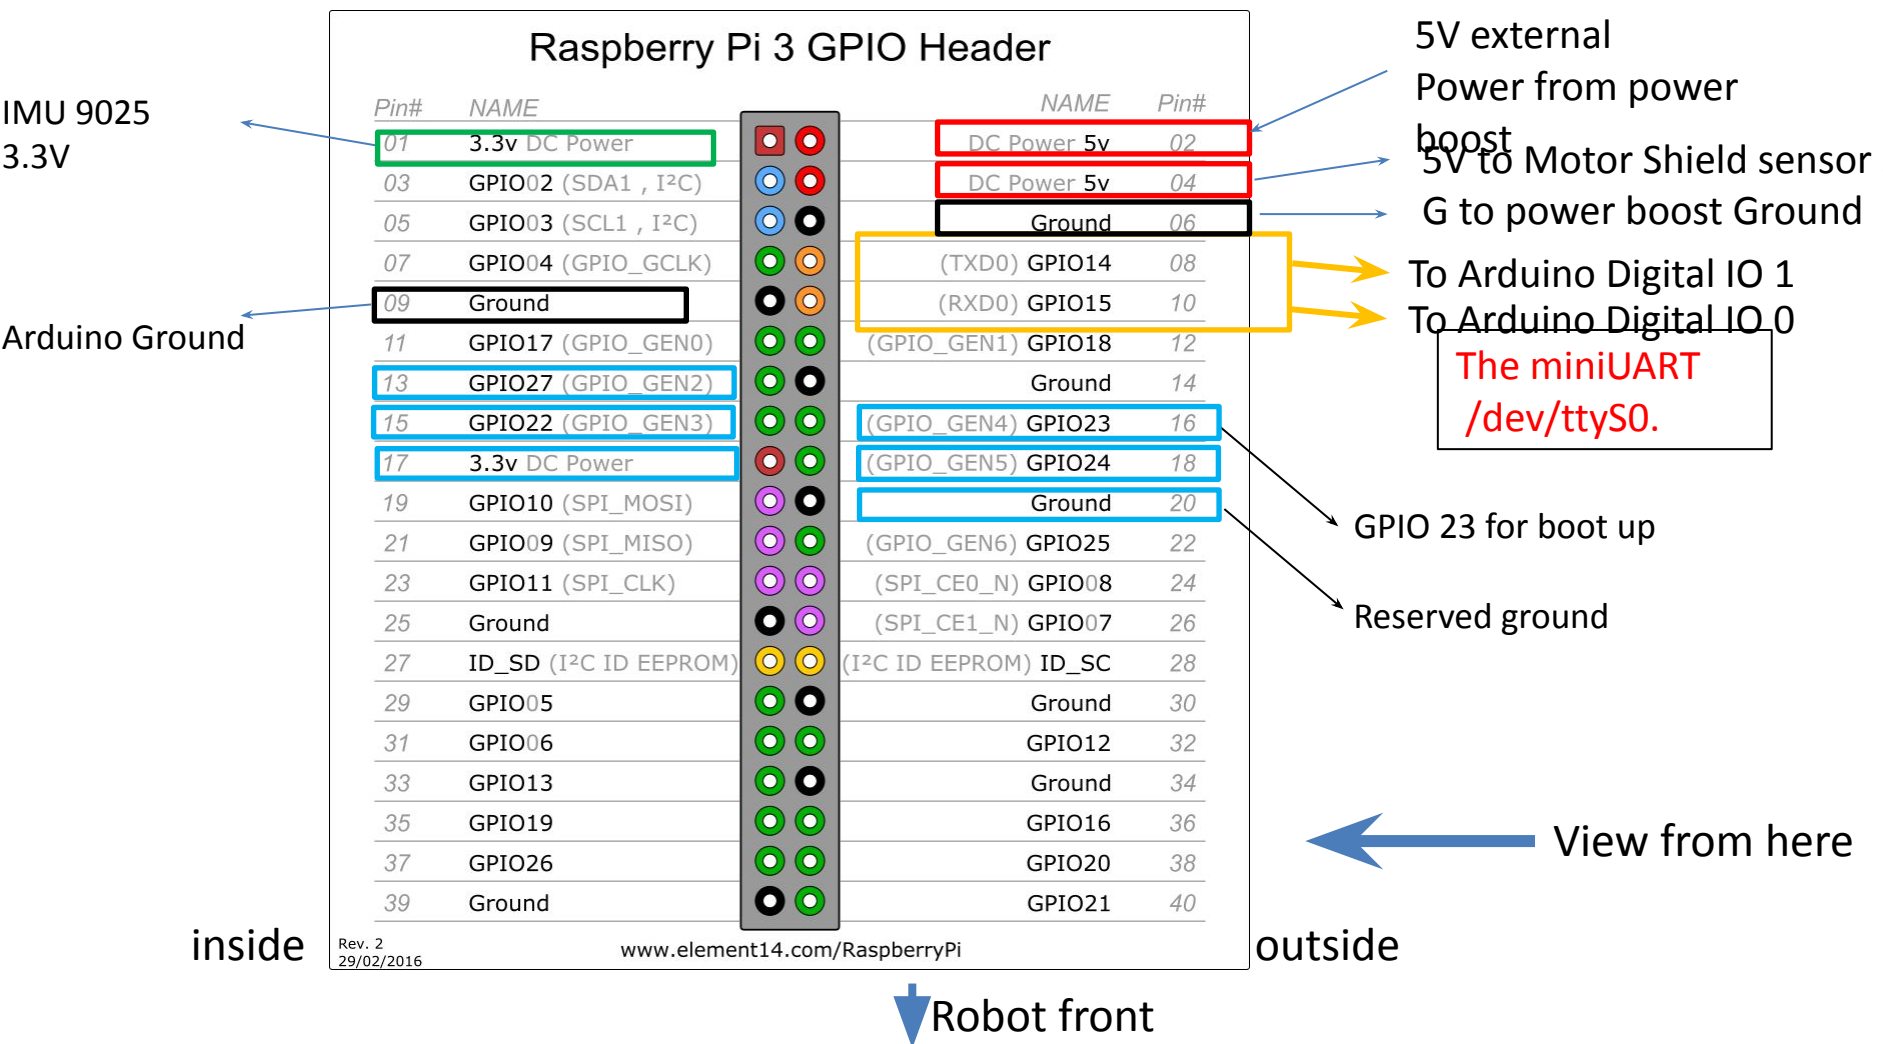 Raspberry Pi 3 GPIO Header
Pin# NAME NAME Pin#
01 3.3v DC Power DC Power 5v 02
03 GPIO02 (SDA1 , I²C) DC Power 5v 04
05 GPIO03 (SCL1 , I²C) Ground 06
07 GPIO04 (GPIO_GCLK) (TXD0) GPIO14 08
09 Ground (RXD0) GPIO15 10
11 GPIO17 (GPIO_GEN0) (GPIO_GEN1) GPIO18 12
13 GPIO27 (GPIO_GEN2) Ground 14
15 GPIO22 (GPIO_GEN3) (GPIO_GEN4) GPIO23 16
17 3.3v DC Power (GPIO_GEN5) GPIO24 18
19 GPIO10 (SPI_MOSI) Ground 20
21 GPIO09 (SPI_MISO) (GPIO_GEN6) GPIO25 22
23 GPIO11 (SPI_CLK) (SPI_CE0_N) GPIO08 24
25 Ground (SPI_CE1_N) GPIO07 26
27 ID_SD (I²C ID EEPROM) (I²C ID EEPROM) ID_SC 28
29 GPIO05 Ground 30
31 GPIO06 GPIO12 32
33 GPIO13 Ground 34
35 GPIO19 GPIO16 36
37 GPIO26 GPIO20 38
39 Ground GPIO21 40
Rev. 2
29/02/2016
www.element14.com/RaspberryPi
IMU 9025
3.3V
Arduino Ground
5V external
Power from power
boost
5V to Motor Shield sensor
G to power boost Ground
To Arduino Digital IO 1
To Arduino Digital IO 0
The miniUART
/dev/ttyS0.
GPIO 23 for boot up
Reserved ground
View from here
inside
outside
Robot front